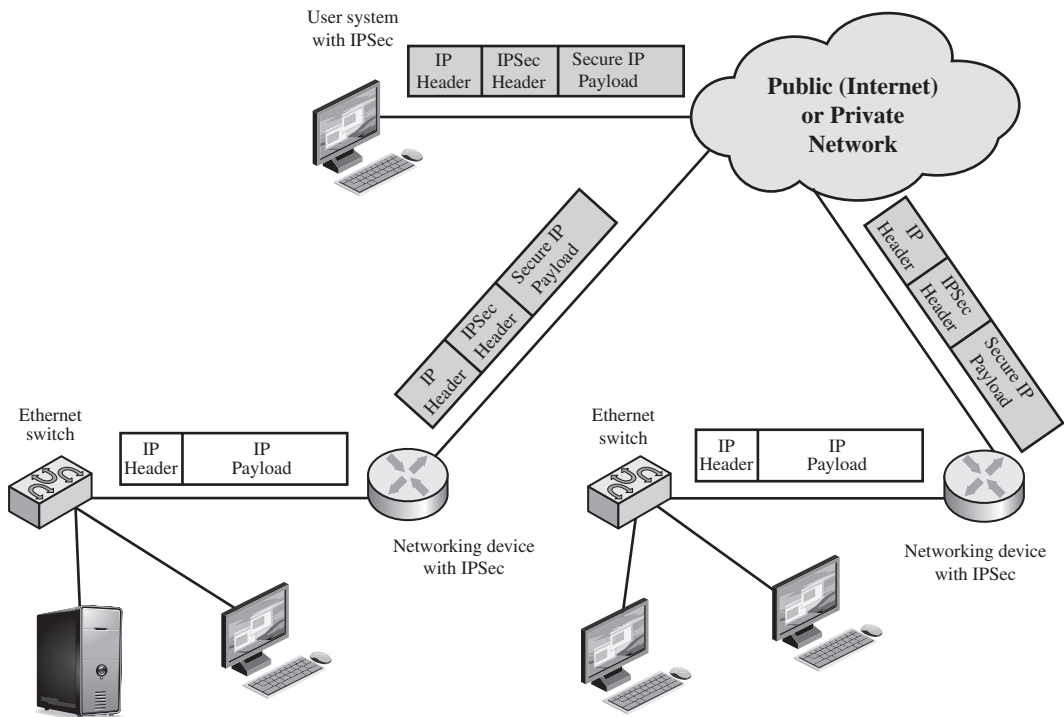 User system
with IPSec
IP
Header
IPSec
Header
Secure IP
Payload
Public (Internet)
or Private
Network
IP
Header
IPSec
Header
Secure IP
Payload
IP
Header
IPSec
Header
Secure IP
Payload
Ethernet
switch
IP
Header
IP
Payload
Networking device
with IPSec
Ethernet
switch
IP
Header
IP
Payload
Networking device
with IPSec